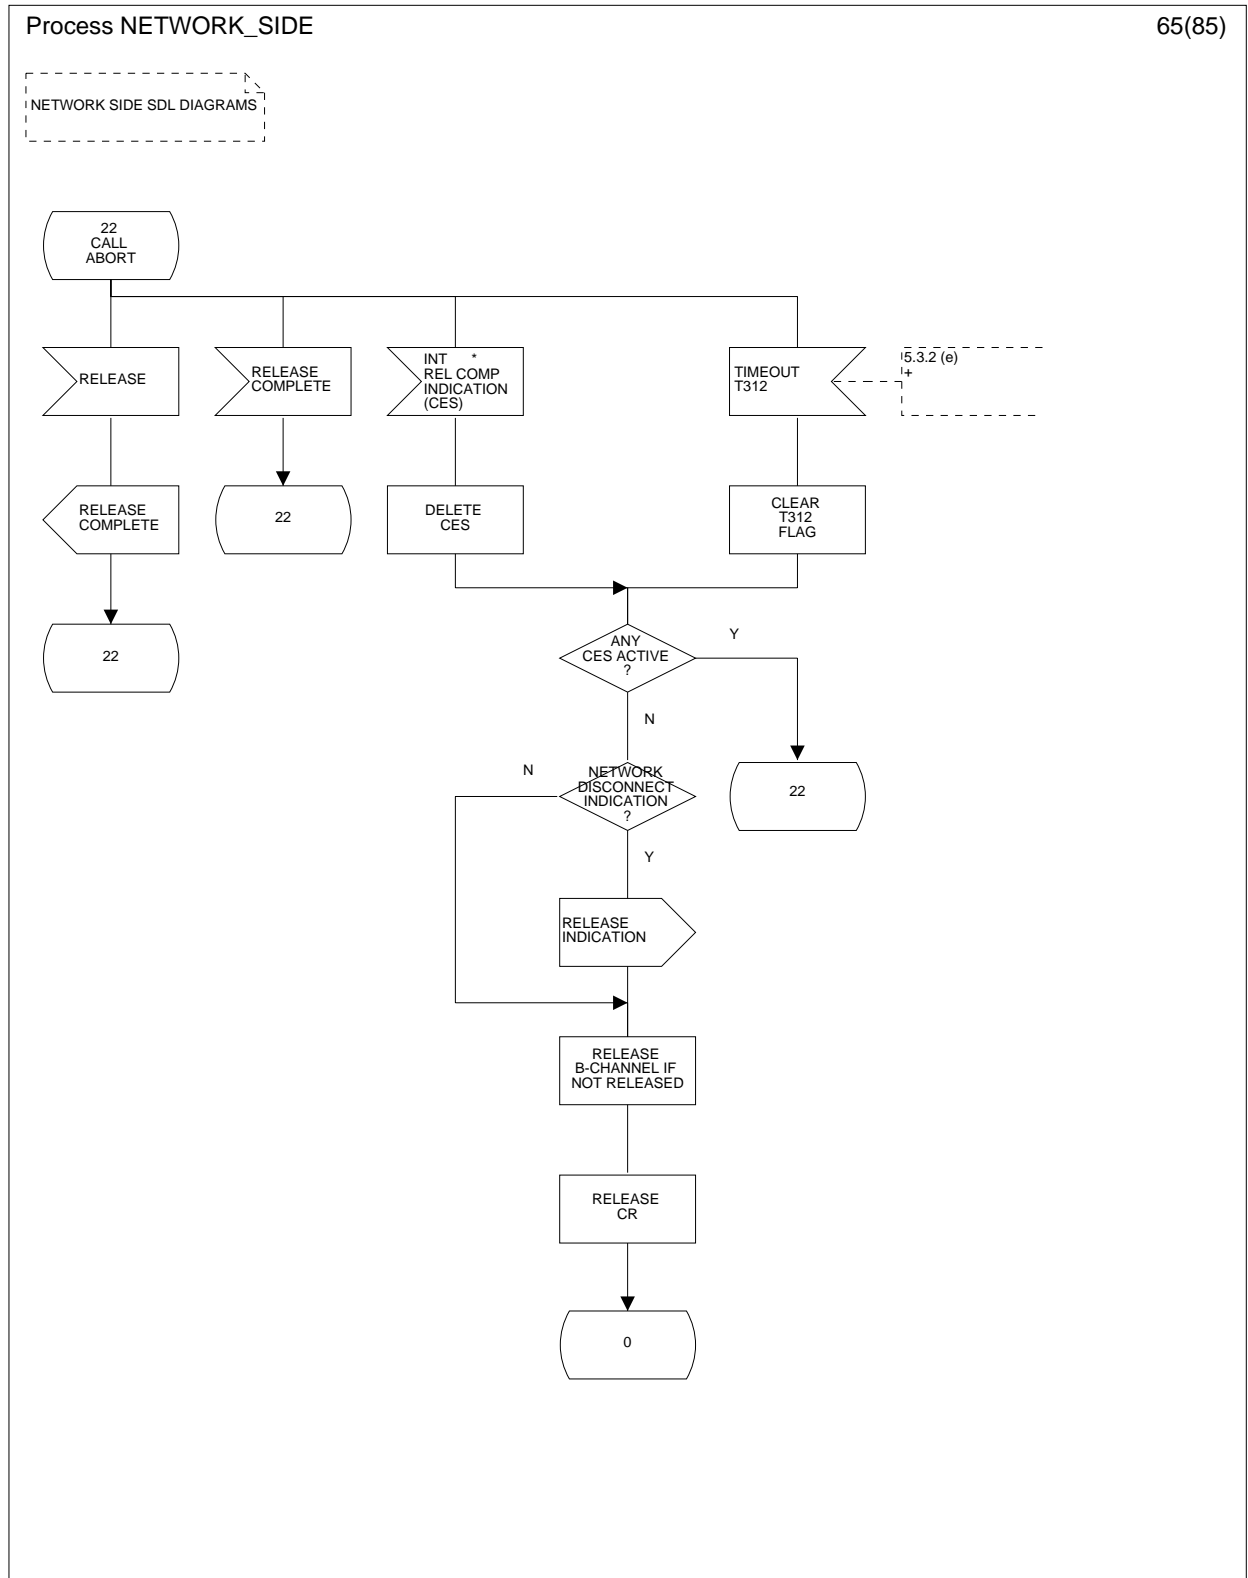 Process NETWORK_SIDE
65(85)
NETWORK SIDE SDL DIAGRAMS
22
CALL
ABORT
RELEASE
RELEASE
COMPLETE
INT *
REL COMP
INDICATION
(CES)
TIMEOUT
T312
5.3.2 (e)
+
RELEASE
COMPLETE
22
DELETE
CES
CLEAR
T312
FLAG
22
ANY
CES ACTIVE
?
Y
N
N
NETWORK
DISCONNECT
INDICATION
?
22
Y
RELEASE
INDICATION
RELEASE
B-CHANNEL IF
NOT RELEASED
RELEASE
CR
0